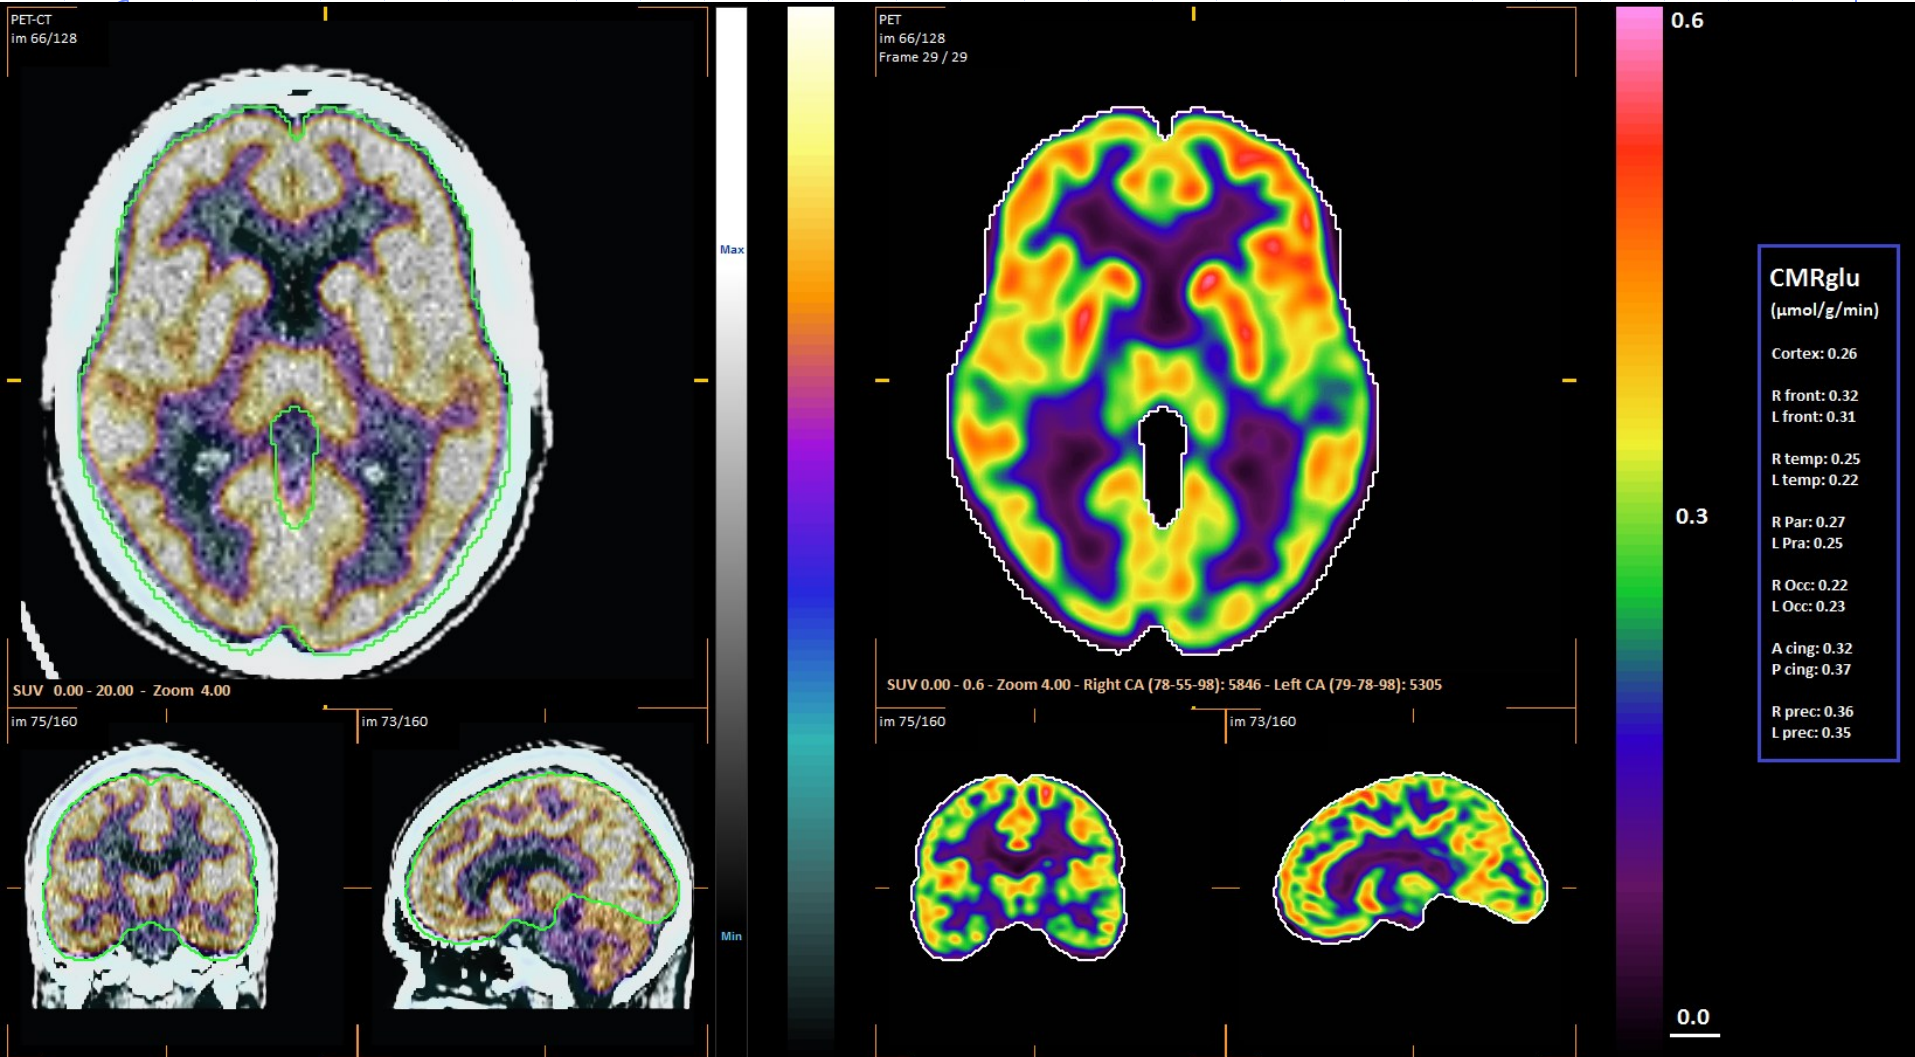 PET-CT
im 66/128
Max
Min
SUV 0.00 - 20.00 - Zoom 4.00
im 75/160
im 73/160
PET
im 66/128
Frame 29 / 29
SUV 0.00 - 0.6 - Zoom 4.00 - Right CA (78-55-98): 5846 - Left CA (79-78-98): 5305
im 75/160
im 73/160
0.6
0.3
0.0
CMRglu
(µmol/g/min)
Cortex: 0.26
R front: 0.32
L front: 0.31
R temp: 0.25
L temp: 0.22
R Par: 0.27
L Pra: 0.25
R Occ: 0.22
L Occ: 0.23
A cing: 0.32
P cing: 0.37
R prec: 0.36
L prec: 0.35